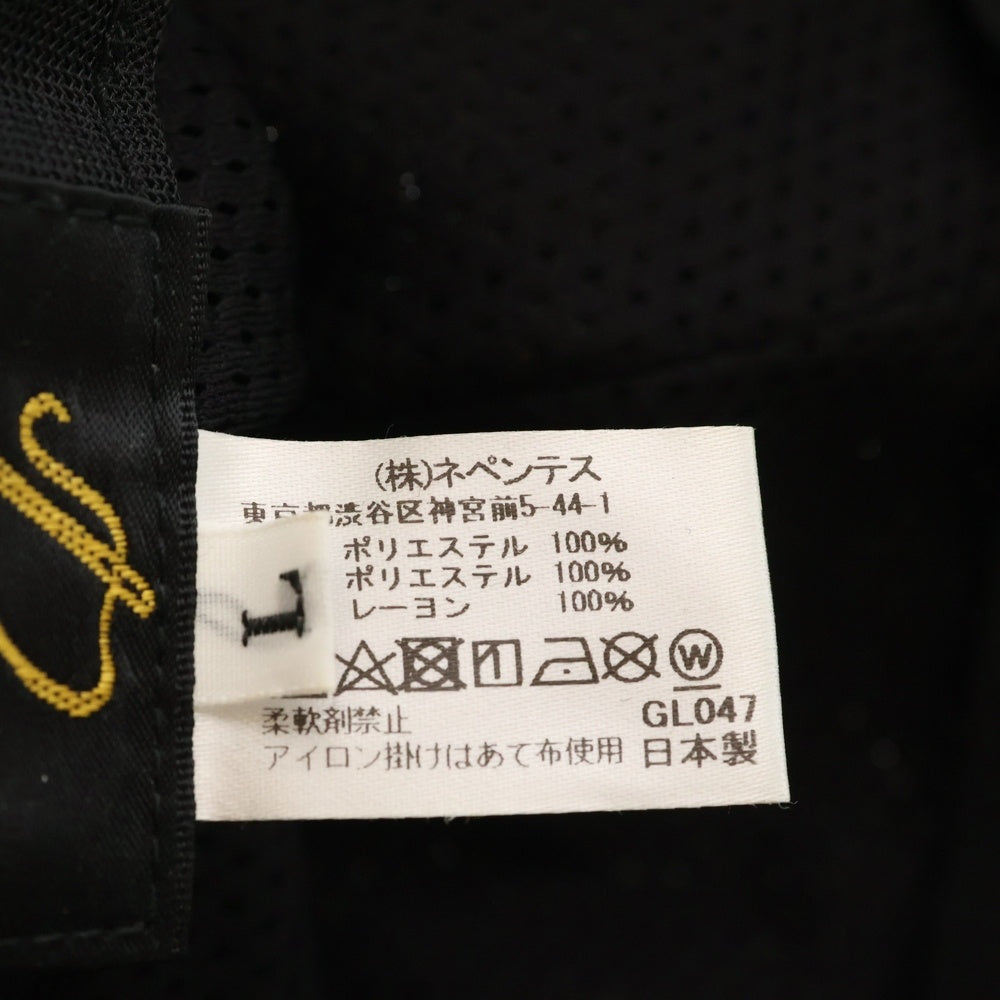 (株)ネペンテス
東京都渋谷区神宮前5-44-1
ポリエステル 100%
ポリエステル 100%
レーヨン 100%
L
W
GL047
柔軟剤禁止
アイロン掛けはあて布使用
日本製